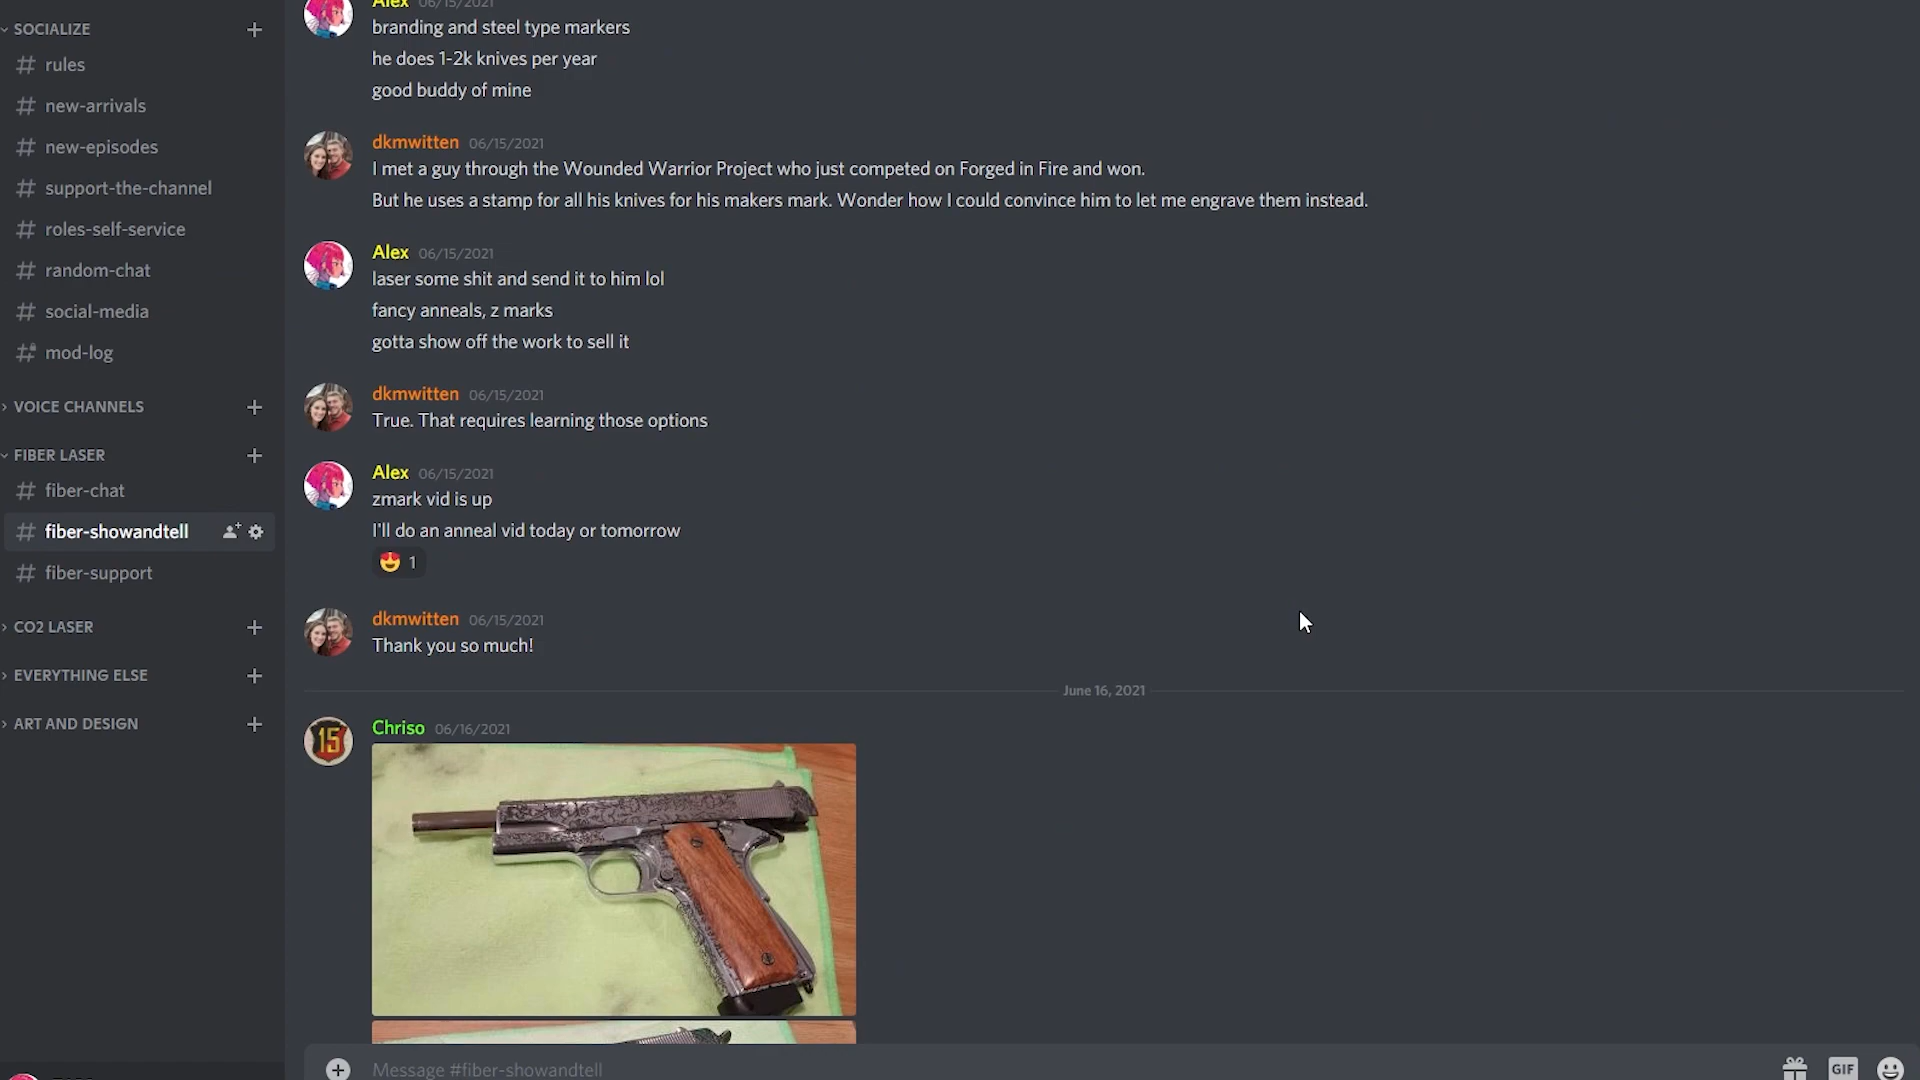 SOCIALIZE
rules
new-arrivals
new-episodes
support-the-channel
roles-self-service
random-chat
social-media
mod-log
VOICE CHANNELS
FIBER LASER
fiber-chat
fiber-showandtell
fiber-support
CO2 LASER
EVERYTHING ELSE
ART AND DESIGN
Alex 06/15/2021
branding and steel type markers
he does 1-2k knives per year
good buddy of mine
dkmwitten 06/15/2021
I met a guy through the Wounded Warrior Project who just competed on Forged in Fire and won.
But he uses a stamp for all his knives for his makers mark. Wonder how I could convince him to let me engrave them instead.
Alex 06/15/2021
laser some shit and send it to him lol
fancy anneals, z marks
gotta show off the work to sell it
dkmwitten 06/15/2021
True. That requires learning those options
Alex 06/15/2021
zmark vid is up
I'll do an anneal vid today or tomorrow
1
dkmwitten 06/15/2021
Thank you so much!
June 16, 2021
15
Chriso 06/16/2021
Message #fiber-showandtell
GIF